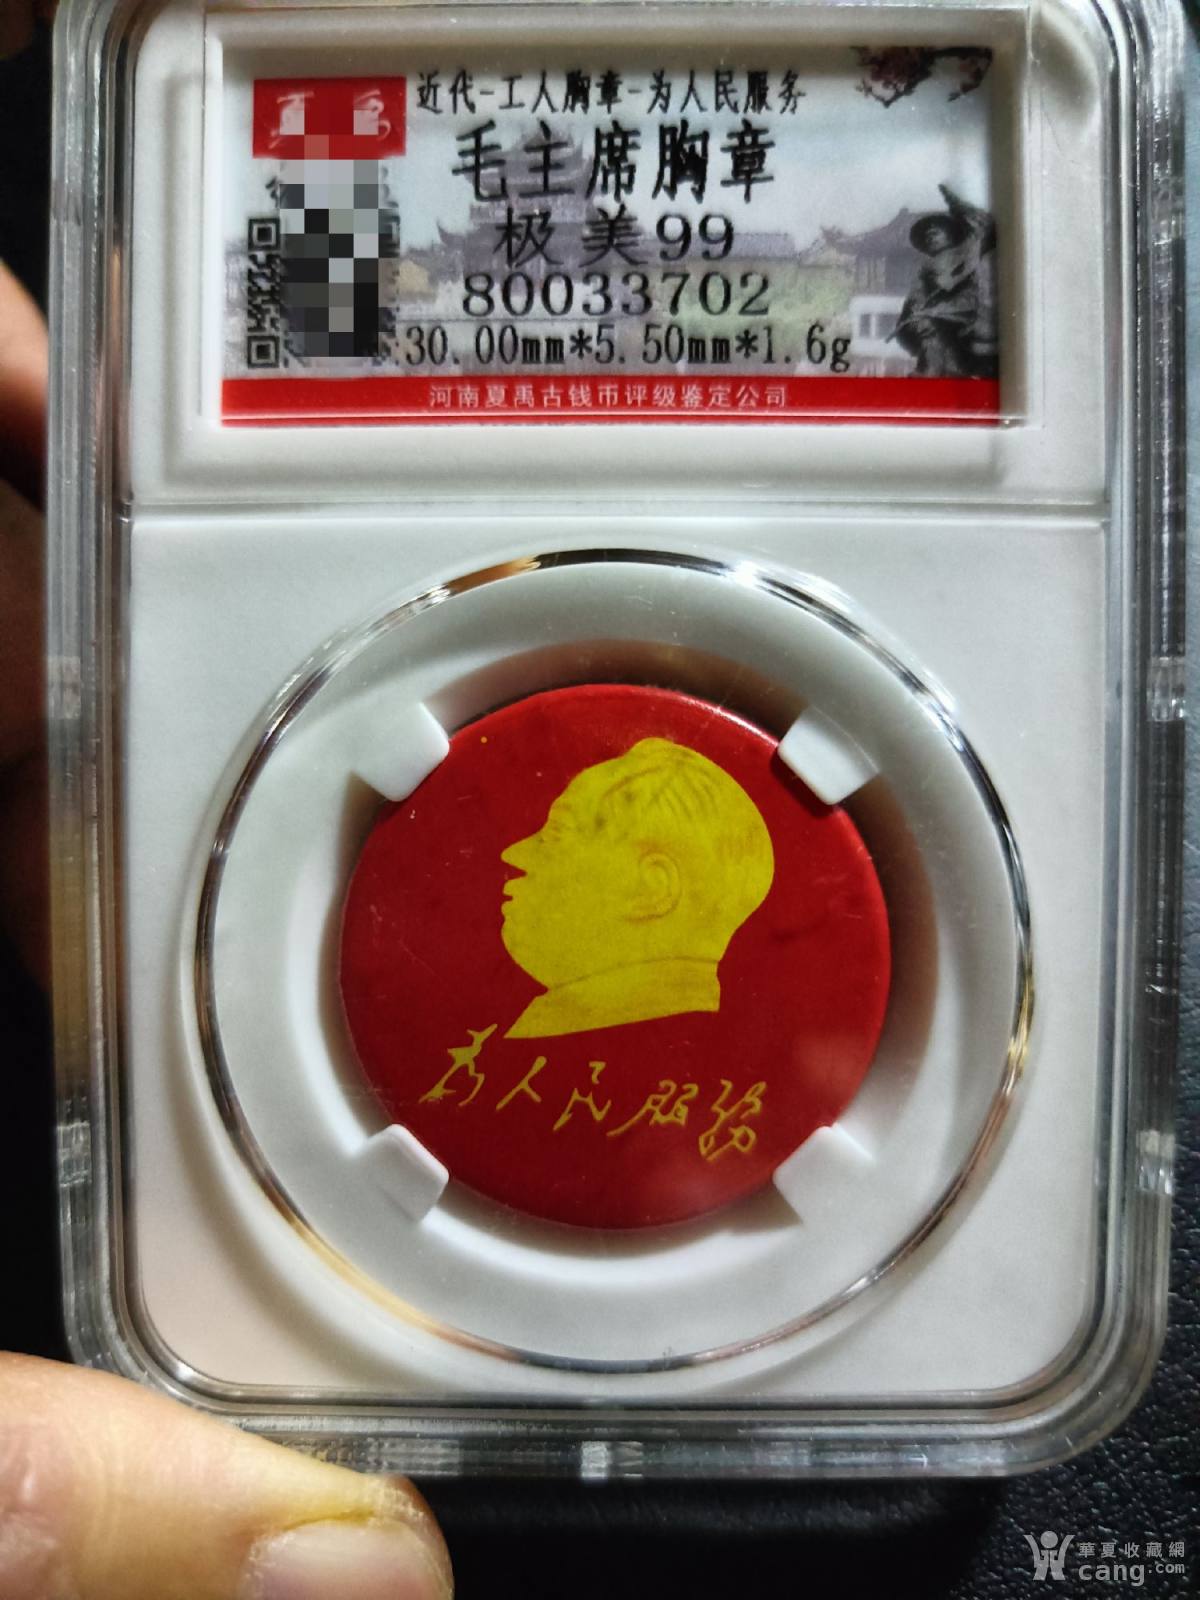 近代-工人胸章-为人民服务
毛主席胸章
极美99
80033702
30.00mm*5.50mm*1.6g
河南夏禹古钱币评级鉴定公司
为人民服務
華夏收藏網
cang.com